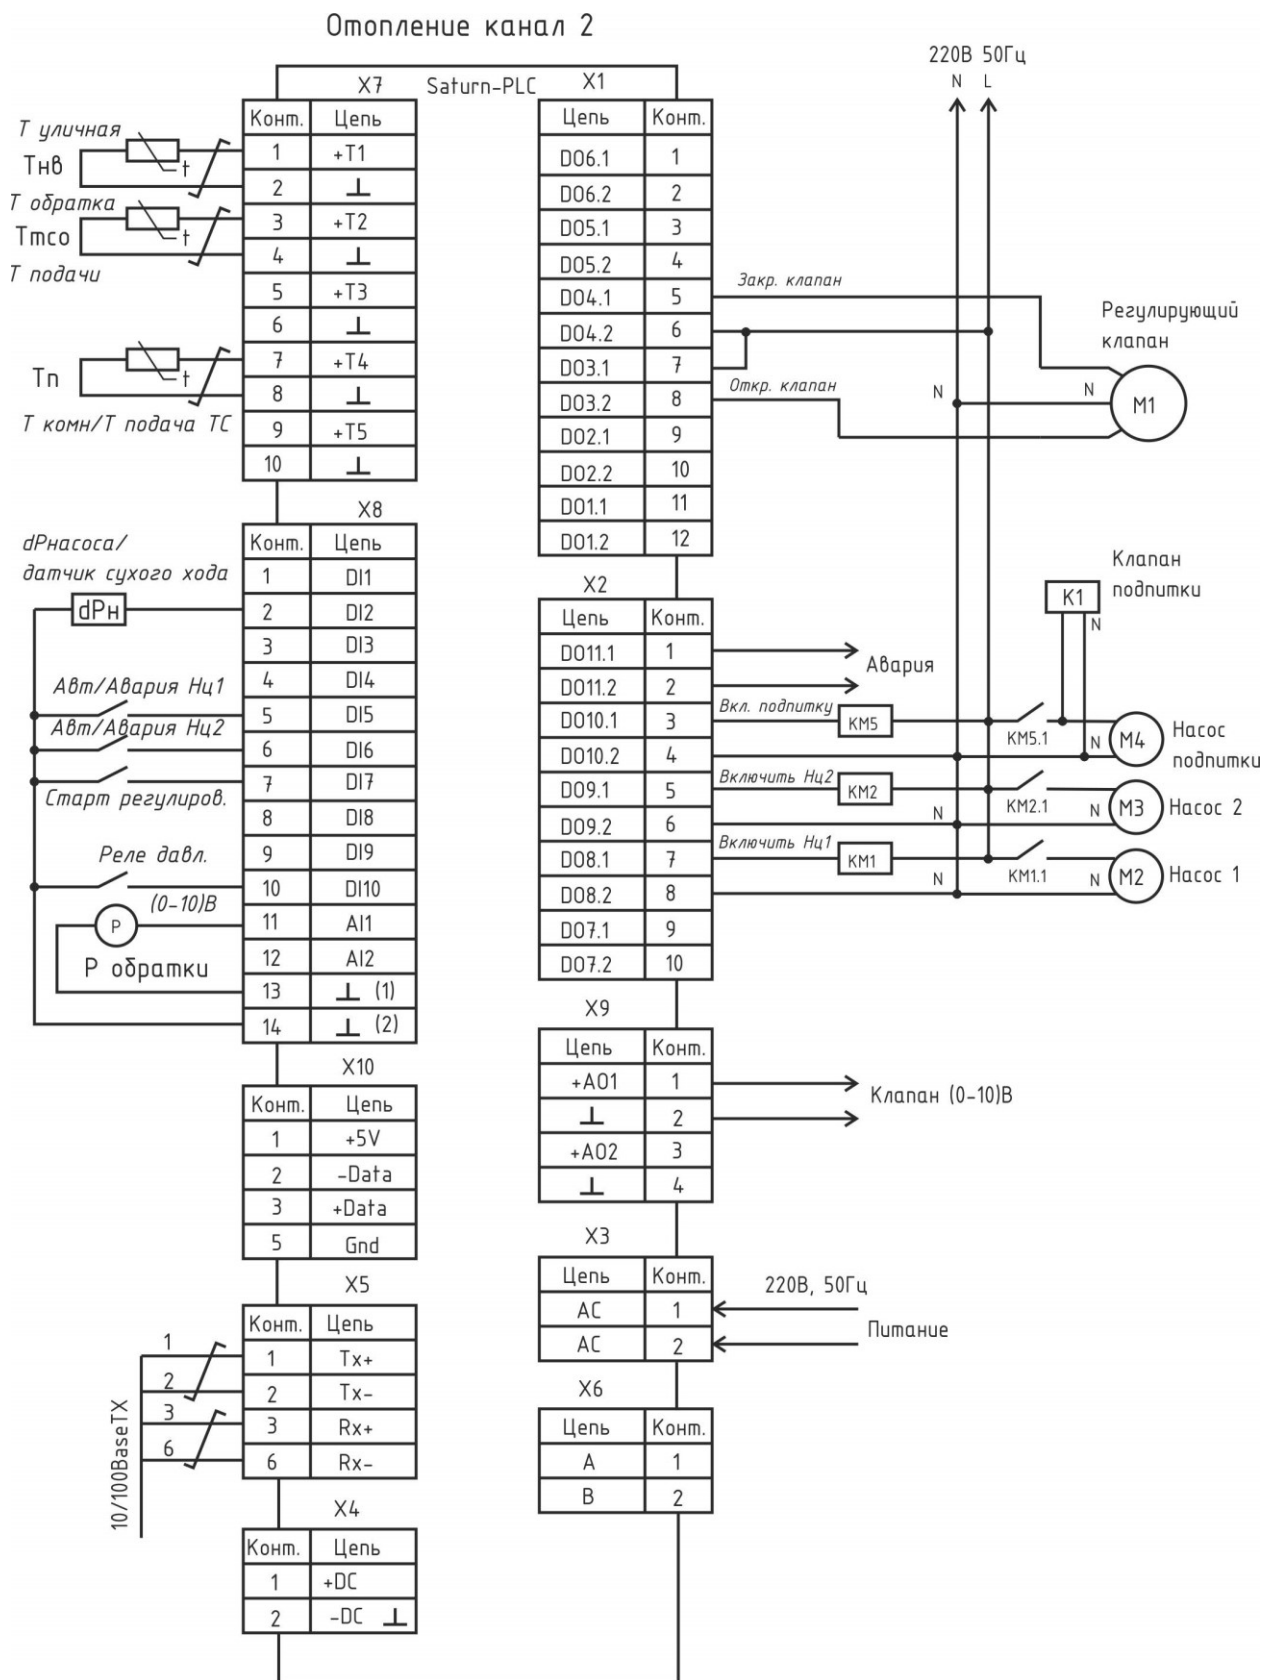 Отопление канал 2
Saturn-PLC
X7
Конт. Цепь
1 +T1
2 ⊥
3 +T2
4 ⊥
5 +T3
6 ⊥
7 +T4
8 ⊥
9 +T5
10 ⊥
Т уличная
Тнв
t
Т обратка
Ттсо
t
Т подачи
Тп
t
Т комн/Т подача ТС
X8
Конт. Цепь
1 DI1
2 DI2
3 DI3
4 DI4
5 DI5
6 DI6
7 DI7
8 DI8
9 DI9
10 DI10
11 AI1
12 AI2
13 ⊥ (1)
14 ⊥ (2)
dPнасоса/
датчик сухого хода
dPн
Авт/Авария Нц1
Авт/Авария Нц2
Старт регулиров.
Реле давл.
(0-10)В
P
Р обратки
X10
Конт. Цепь
1 +5V
2 -Data
3 +Data
5 Gnd
X5
Конт. Цепь
1 Tx+
2 Tx-
3 Rx+
6 Rx-
1
2
3
6
10/100BaseTX
X4
Конт. Цепь
1 +DC
2 -DC ⊥
X1
Цепь Конт.
DO6.1 1
DO6.2 2
DO5.1 3
DO5.2 4
DO4.1 5
DO4.2 6
DO3.1 7
DO3.2 8
DO2.1 9
DO2.2 10
DO1.1 11
DO1.2 12
220В 50Гц
N L
Закр. клапан
Откр. клапан
N
N
M1
Регулирующий
клапан
X2
Цепь Конт.
DO11.1 1
DO11.2 2
DO10.1 3
DO10.2 4
DO9.1 5
DO9.2 6
DO8.1 7
DO8.2 8
DO7.1 9
DO7.2 10
Авария
Клапан
подпитки
K1
N
Вкл. подпитку
KM5
KM5.1
N
M4
Насос
подпитки
Включить Нц2
KM2
N
KM2.1
N
M3
Насос 2
Включить Нц1
KM1
N
KM1.1
N
M2
Насос 1
X9
Цепь Конт.
+AO1 1
⊥ 2
+AO2 3
⊥ 4
Клапан (0-10)В
X3
Цепь Конт.
AC 1
AC 2
220В, 50Гц
Питание
X6
Цепь Конт.
A 1
B 2